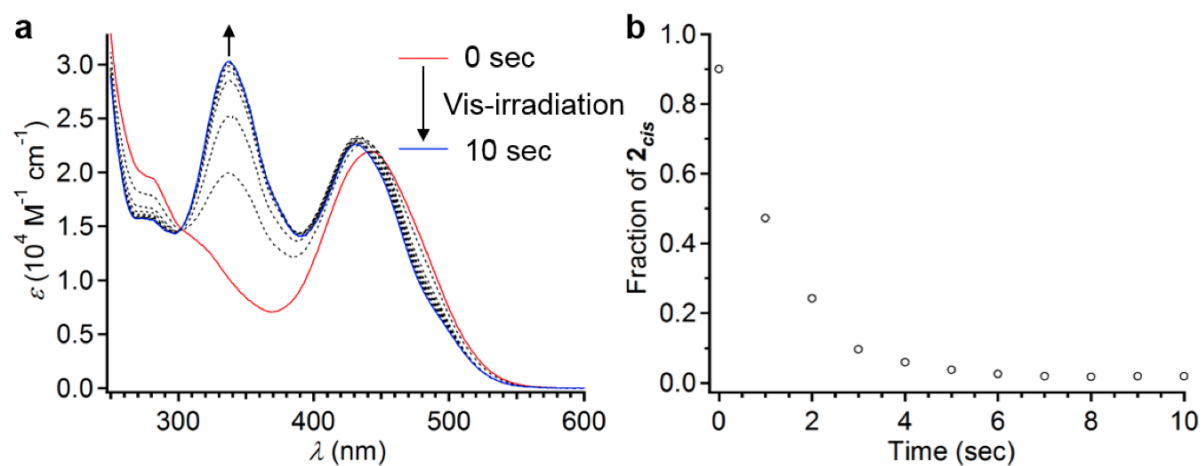 a
0 sec
Vis-irradiation
10 sec
3.0
2.5
2.0
1.5
1.0
0.5
0.0
ε (10⁴ M⁻¹ cm⁻¹)
300 400 500 600
λ (nm)
b
1.0
0.8
0.6
0.4
0.2
0.0
Fraction of 2cis
0 2 4 6 8 10
Time (sec)